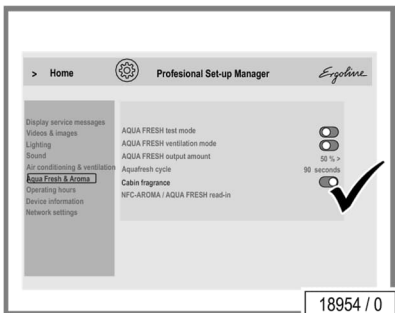 > Home Profesional Set-up Manager Ergoline
Display service messages
Videos & images
Lighting
Sound
Air conditioning & ventilation
Aqua Fresh & Aroma
Operating hours
Device information
Network settings
AQUA FRESH test mode
AQUA FRESH ventilation mode
AQUA FRESH output amount 50 % >
Aquafresh cycle 90 seconds
Cabin fragrance
NFC-AROMA / AQUA FRESH read-in
18954 / 0